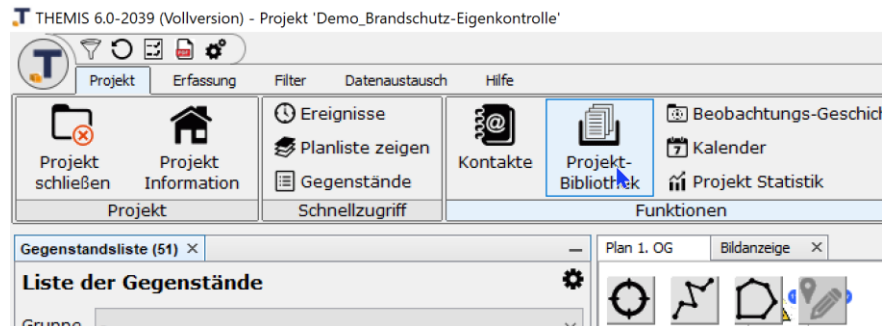 THEMIS 6.0-2039 (Vollversion) - Projekt 'Demo_Brandschutz-Eigenkontrolle'
Projekt Erfassung Filter Datenaustausch Hilfe
Projekt schließen
Projekt Information
Projekt
Ereignisse
Planliste zeigen
Gegenstände
Schnellzugriff
Kontakte
Projekt-
Bibliothek
Beobachtungs-Geschich
Kalender
Projekt Statistik
Funktionen
Gegenstandsliste (51)
Plan 1. OG
Bildanzeige
Liste der Gegenstände
Gruppe